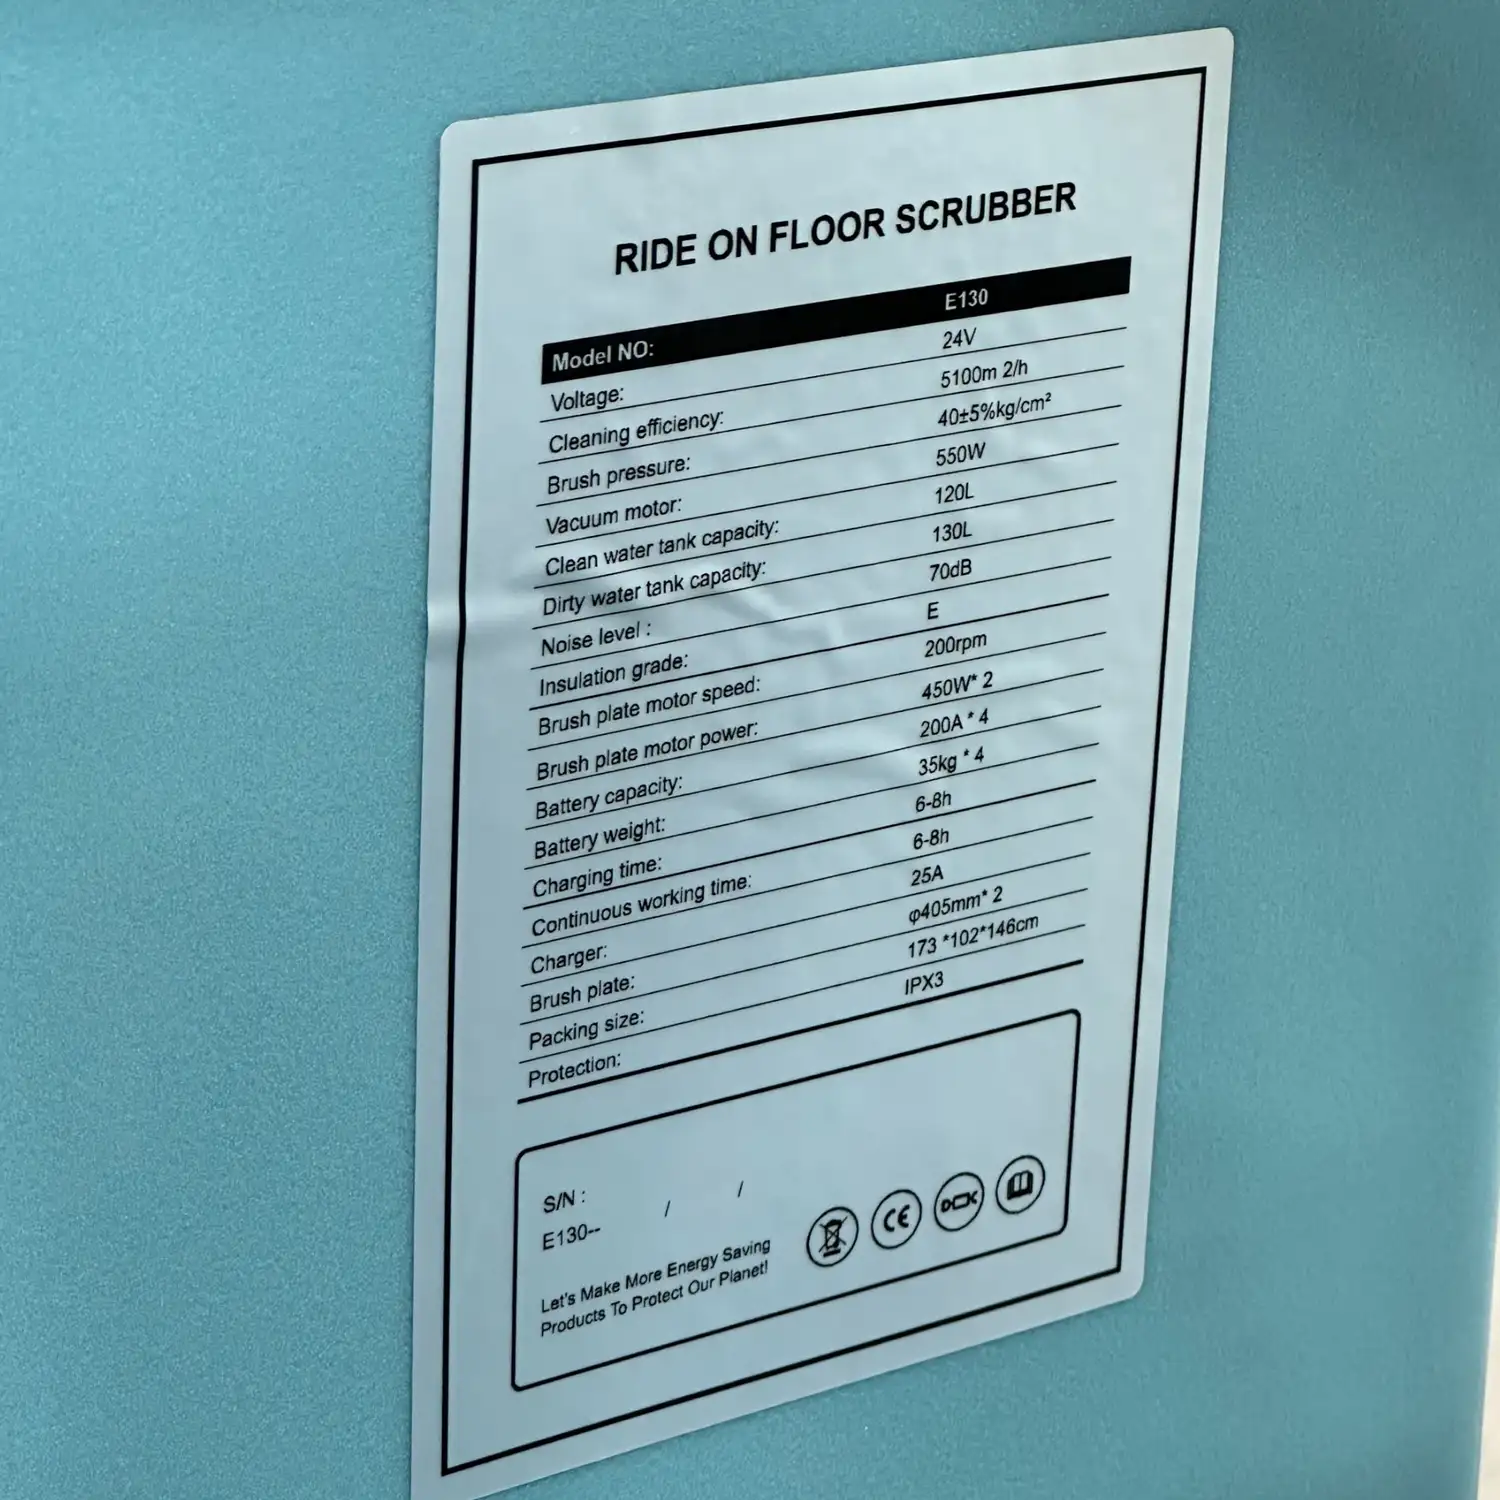 RIDE ON FLOOR SCRUBBER
Model NO: E130
Voltage: 24V
Cleaning efficiency: 5100m 2/h
Brush pressure: 40±5%kg/cm²
Vacuum motor: 550W
Clean water tank capacity: 120L
Dirty water tank capacity: 130L
Noise level : 70dB
Insulation grade: E
Brush plate motor speed: 200rpm
Brush plate motor power: 450W* 2
Battery capacity: 200A * 4
Battery weight: 35kg * 4
Charging time: 6-8h
Continuous working time: 6-8h
Charger: 25A
Brush plate: φ405mm* 2
Packing size: 173 *102*146cm
Protection: IPX3
S/N :
E130-- / /
Let's Make More Energy Saving
Products To Protect Our Planet!
CE